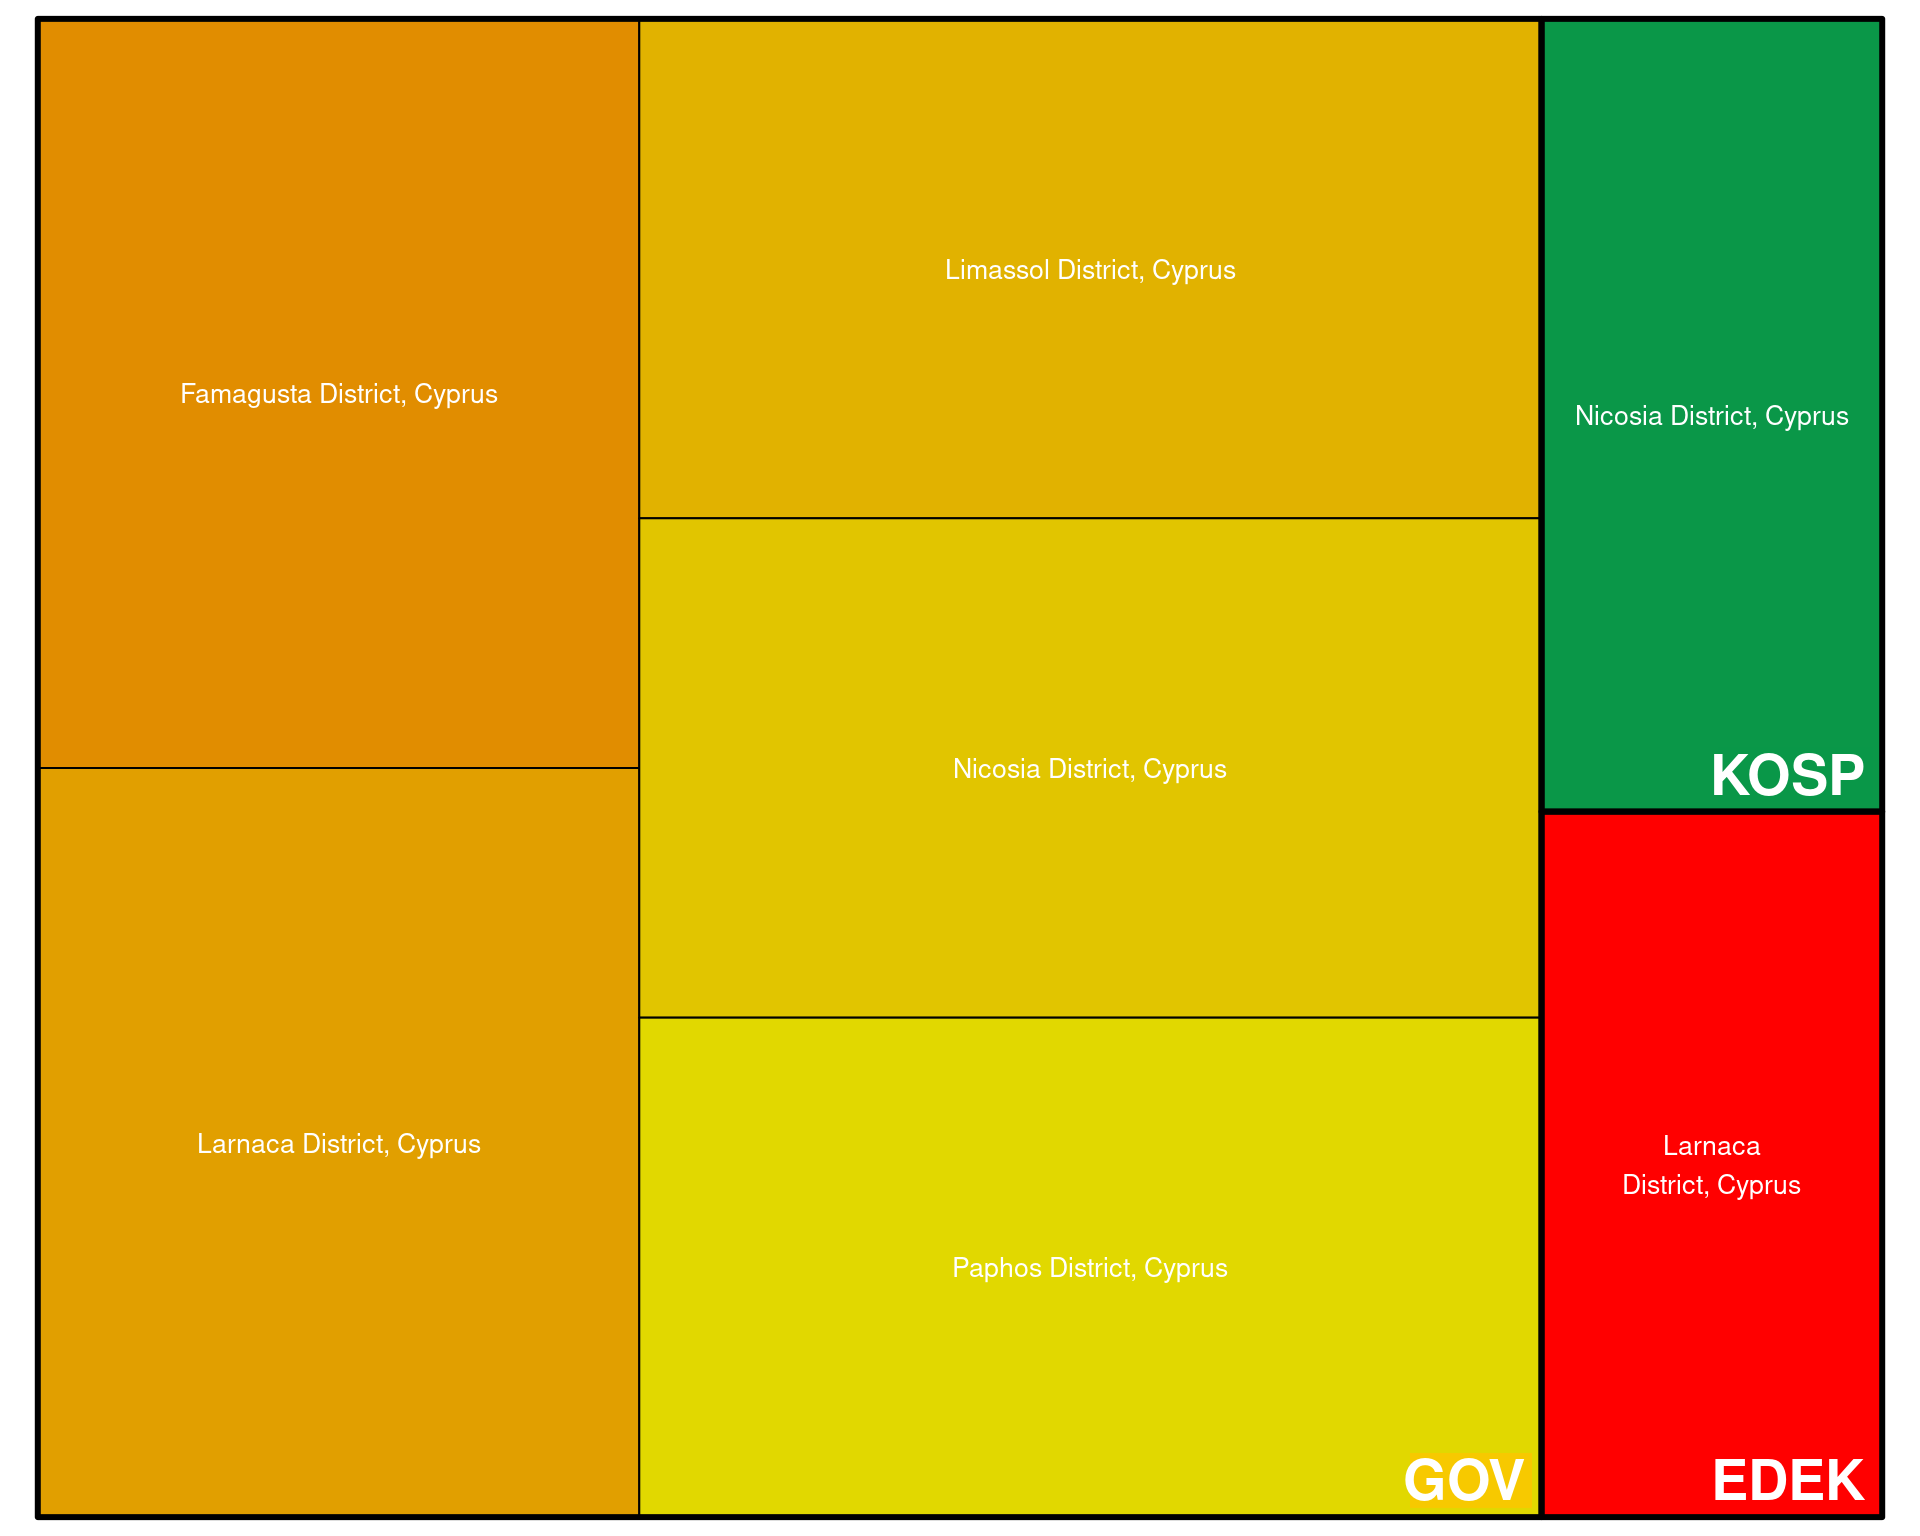 Famagusta District, Cyprus
Larnaca District, Cyprus
Limassol District, Cyprus
Nicosia District, Cyprus
Paphos District, Cyprus
GOV
Nicosia District, Cyprus
KOSP
Larnaca
District, Cyprus
EDEK